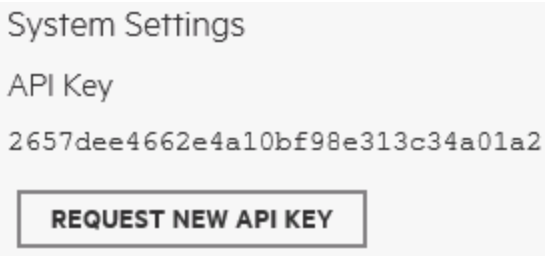 System Settings
API Key
2657dee4662e4a10bf98e313c34a01a2
REQUEST NEW API KEY